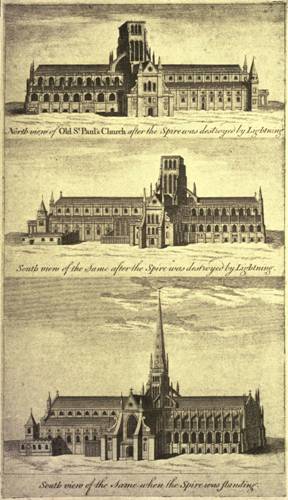 North view of Old St. Paul's Church after the Spire was destroyed by Lightning
South view of the Same after the Spire was destroyed by Lightning.
South view of the Same when the Spire was standing.